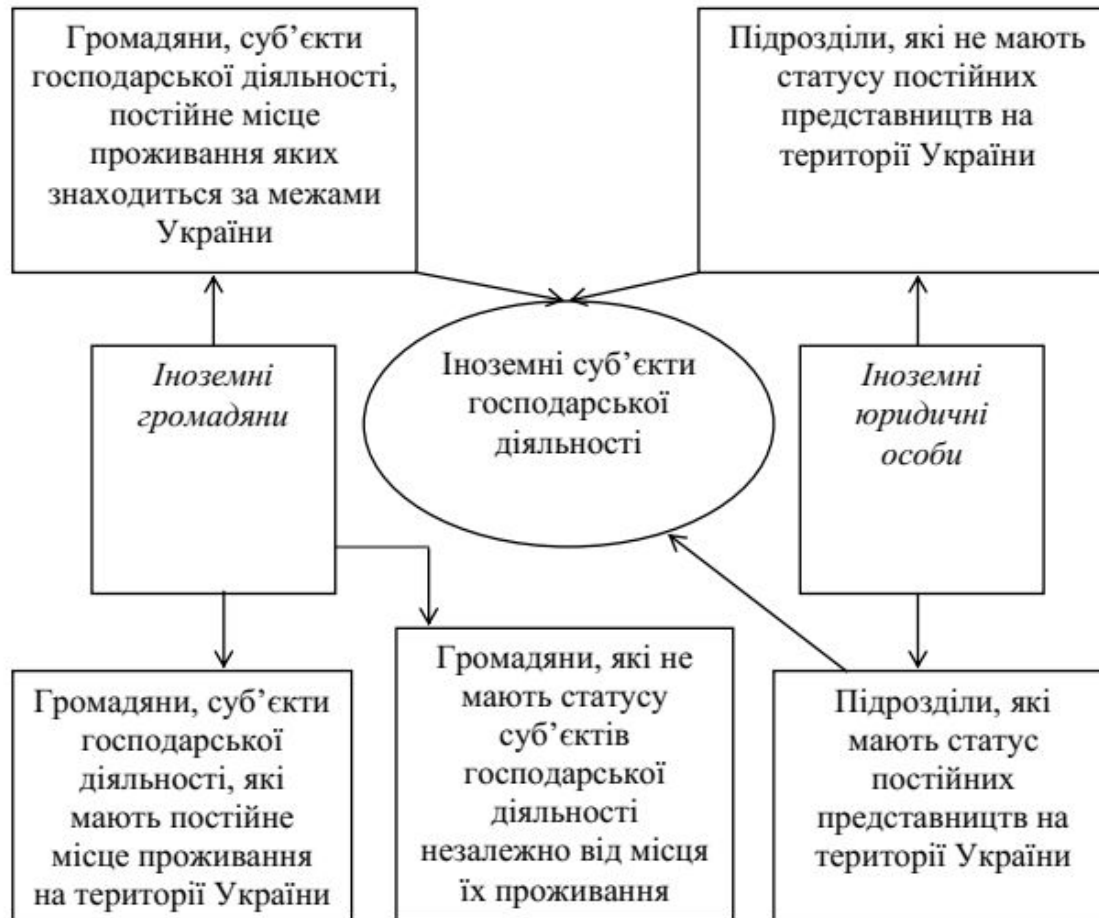 Громадяни, суб’єкти
господарської діяльності,
постійне місце
проживання яких
знаходиться за межами
України
Підрозділи, які не мають
статусу постійних
представництв на
території України
Іноземні
громадяни
Іноземні суб’єкти
господарської
діяльності
Іноземні
юридичні
особи
Громадяни, суб’єкти
господарської
діяльності, які
мають постійне
місце проживання
на території України
Громадяни, які не
мають статусу
суб’єктів
господарської
діяльності
незалежно від місця
їх проживання
Підрозділи, які
мають статус
постійних
представництв на
території України